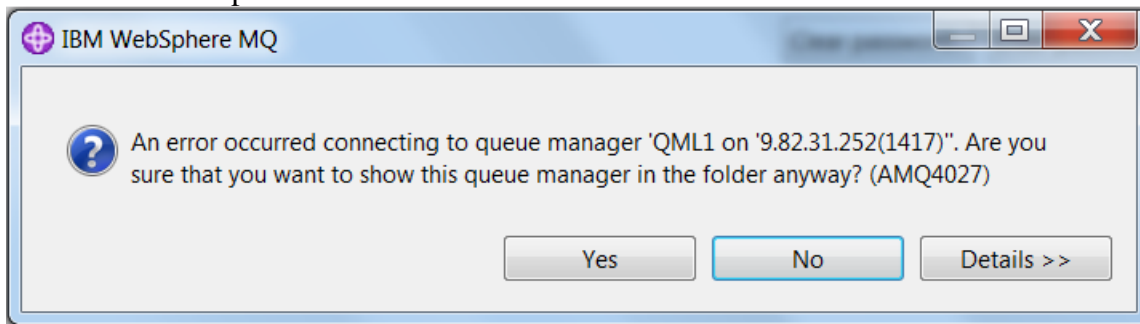 IBM WebSphere MQ
An error occurred connecting to queue manager 'QML1 on '9.82.31.252(1417)''. Are you
sure that you want to show this queue manager in the folder anyway? (AMQ4027)
Yes
No
Details >>